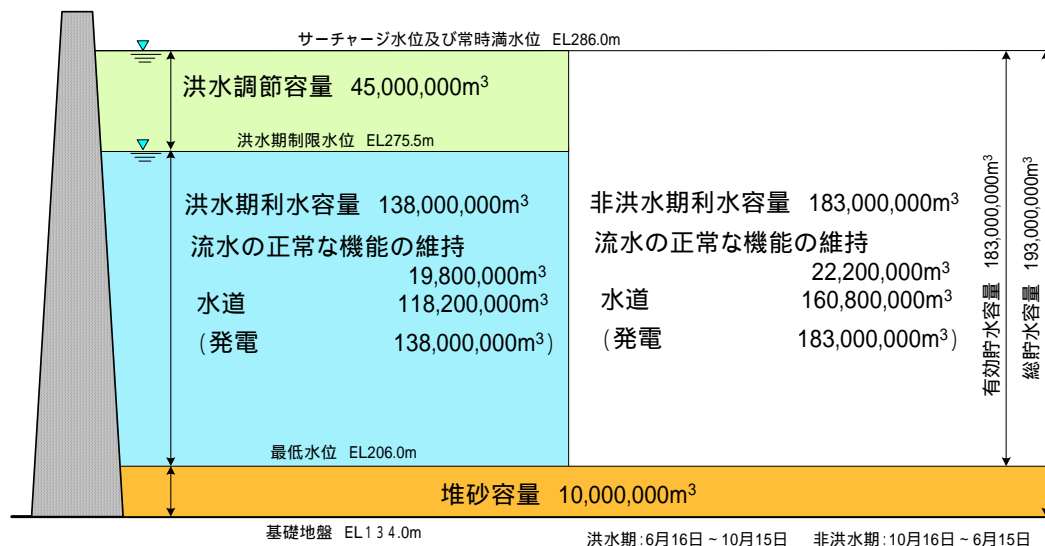 サーチャージ水位及び常時満水位 EL286.0m
洪水調節容量 45,000,000m³
洪水期制限水位 EL275.5m
洪水期利水容量 138,000,000m³
流水の正常な機能の維持
19,800,000m³
水道 118,200,000m³
(発電 138,000,000m³)
非洪水期利水容量 183,000,000m³
流水の正常な機能の維持
22,200,000m³
水道 160,800,000m³
(発電 183,000,000m³)
有効貯水容量 183,000,000m³
総貯水容量 193,000,000m³
最低水位 EL206.0m
堆砂容量 10,000,000m³
基礎地盤 EL134.0m
洪水期:6月16日~10月15日 非洪水期:10月16日~6月15日